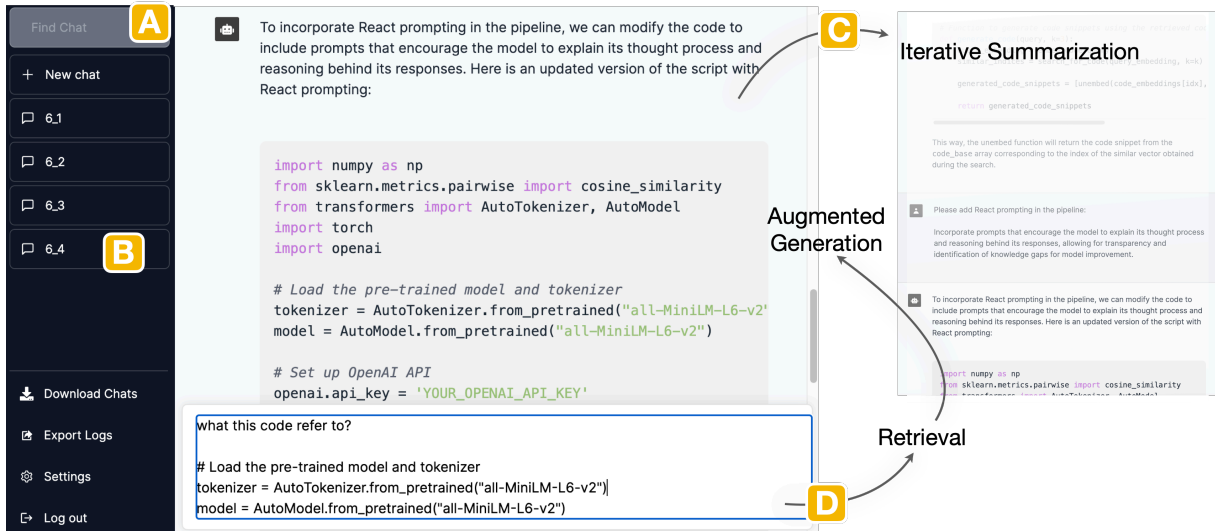 Find Chat
A
+ New chat
6_1
6_2
6_3
6_4
B
Download Chats
Export Logs
Settings
Log out
To incorporate React prompting in the pipeline, we can modify the code to
include prompts that encourage the model to explain its thought process and
reasoning behind its responses. Here is an updated version of the script with
React prompting:
import numpy as np
from sklearn.metrics.pairwise import cosine_similarity
from transformers import AutoTokenizer, AutoModel
import torch
import openai
# Load the pre-trained model and tokenizer
tokenizer = AutoTokenizer.from_pretrained("all-MiniLM-L6-v2"
model = AutoModel.from_pretrained("all-MiniLM-L6-v2")
# Set up OpenAI API
openai.api_key = 'YOUR_OPENAI_API_KEY'
what this code refer to?
# Load the pre-trained model and tokenizer
tokenizer = AutoTokenizer.from_pretrained("all-MiniLM-L6-v2")
model = AutoModel.from_pretrained("all-MiniLM-L6-v2")
C
D
Augmented
Generation
Retrieval
Iterative Summarization
generated_code_snippets = [unembed(code_embeddings[idx],
return generated_code_snippets
This way, the unembed function will return the code snippet from the
code_base array corresponding to the index of the similar vector obtained
during the search.
Please add React prompting in the pipeline:
Incorporate prompts that encourage the model to explain its thought process
and reasoning behind its responses, allowing for transparency and
identification of knowledge gaps for model improvement.
To incorporate React prompting in the pipeline, we can modify the code to
include prompts that encourage the model to explain its thought process and
reasoning behind its responses. Here is an updated version of the script with
React prompting:
import numpy as np
from sklearn.metrics.pairwise import cosine_similarity